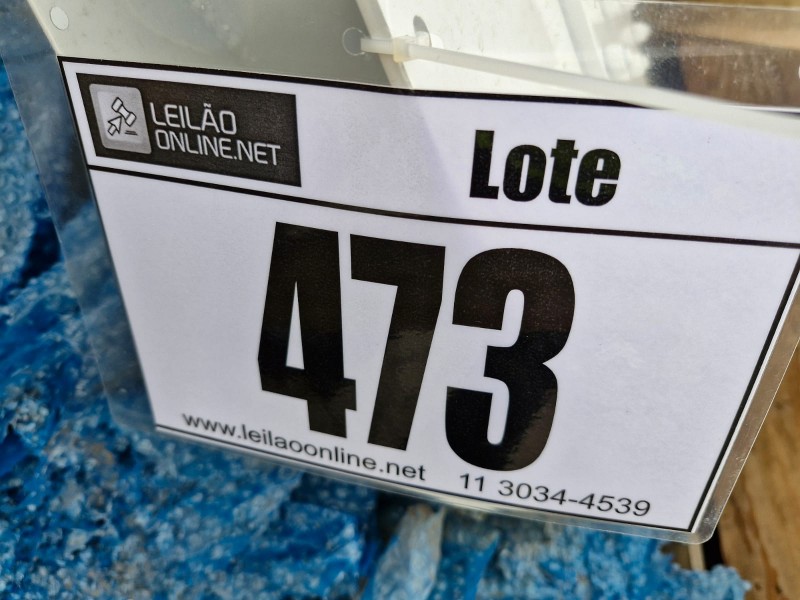 LEILÃO
ONLINE.NET
Lote
473
www.leilaoonline.net
11 3034-4539